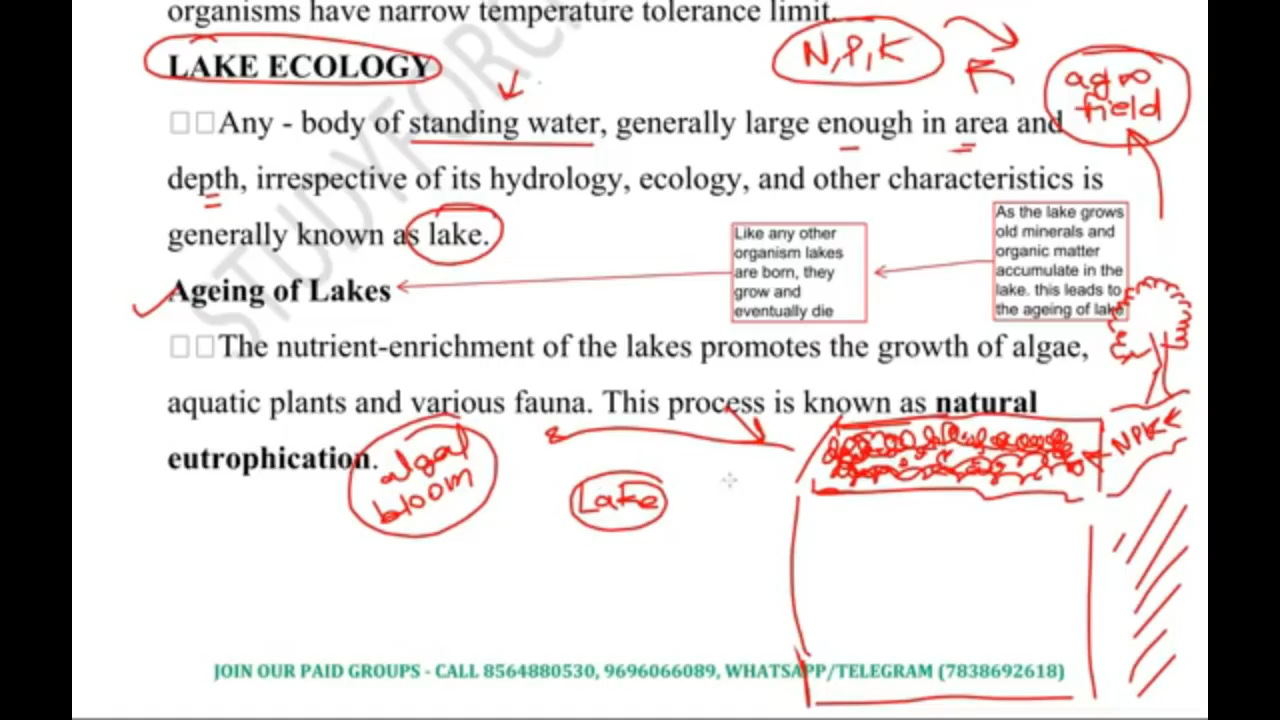 organisms have narrow temperature tolerance limit.
LAKE ECOLOGY
N, P, K
agro
field
Any - body of standing water, generally large enough in area and
depth, irrespective of its hydrology, ecology, and other characteristics is
generally known as lake.
Like any other
organism lakes
are born, they
grow and
eventually die
As the lake grows
old minerals and
organic matter
accumulate in the
lake. this leads to
the ageing of lake
Ageing of Lakes
The nutrient-enrichment of the lakes promotes the growth of algae,
aquatic plants and various fauna. This process is known as natural
eutrophication.
algal
bloom
Lake
NPK
JOIN OUR PAID GROUPS - CALL 8564880530, 9696066089, WHATSAPP/TELEGRAM (7838692618)